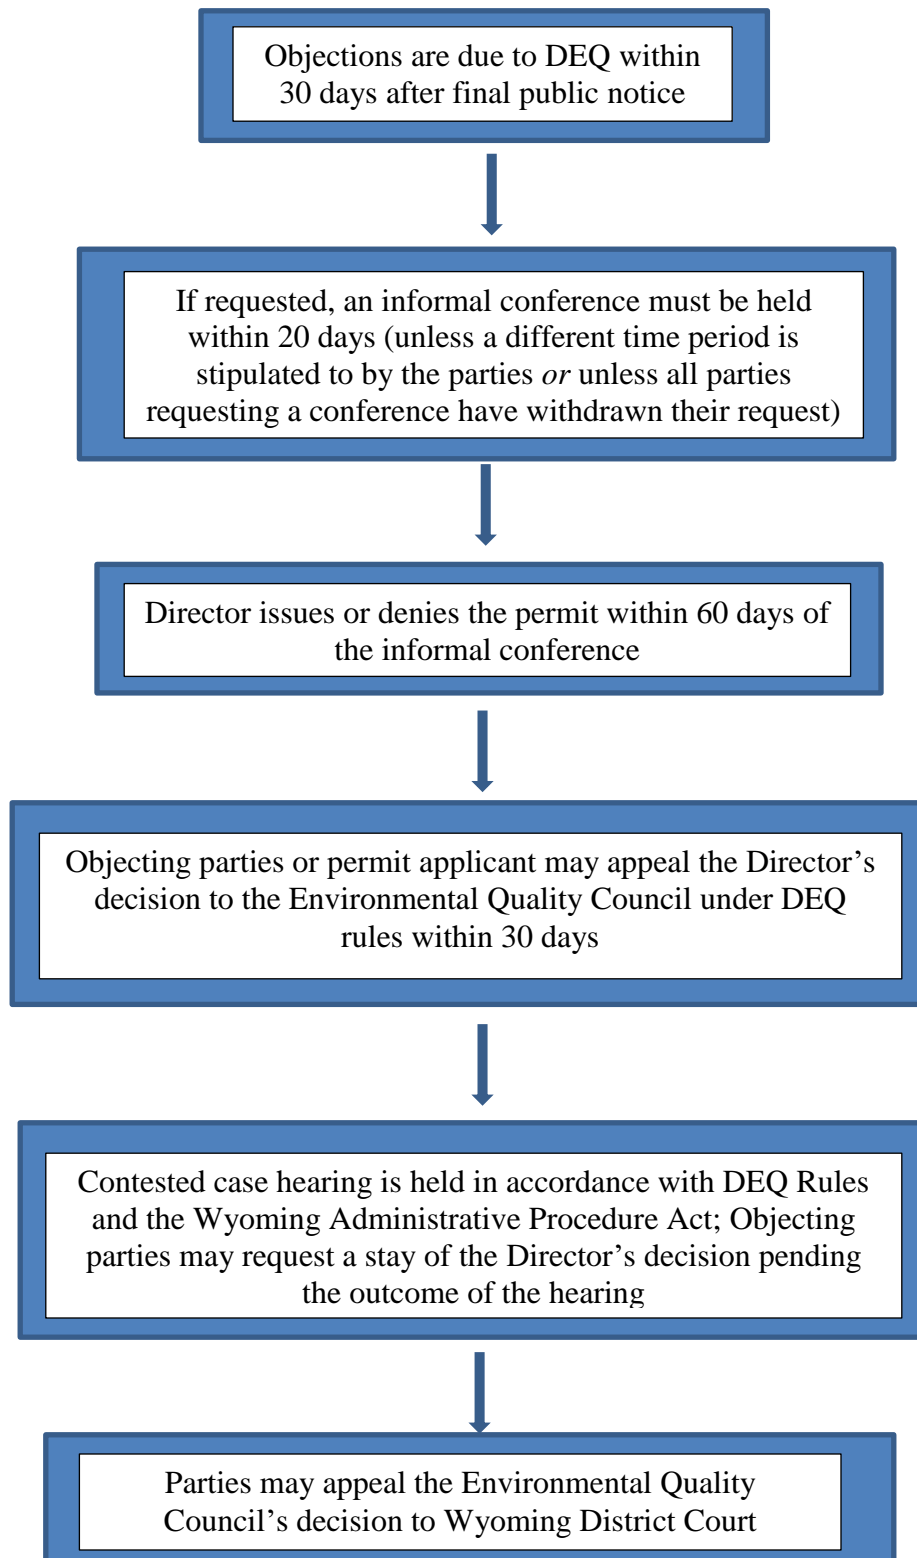 Objections are due to DEQ within
30 days after final public notice
If requested, an informal conference must be held
within 20 days (unless a different time period is
stipulated to by the parties or unless all parties
requesting a conference have withdrawn their request)
Director issues or denies the permit within 60 days of
the informal conference
Objecting parties or permit applicant may appeal the Director’s
decision to the Environmental Quality Council under DEQ
rules within 30 days
Contested case hearing is held in accordance with DEQ Rules
and the Wyoming Administrative Procedure Act; Objecting
parties may request a stay of the Director’s decision pending
the outcome of the hearing
Parties may appeal the Environmental Quality
Council’s decision to Wyoming District Court